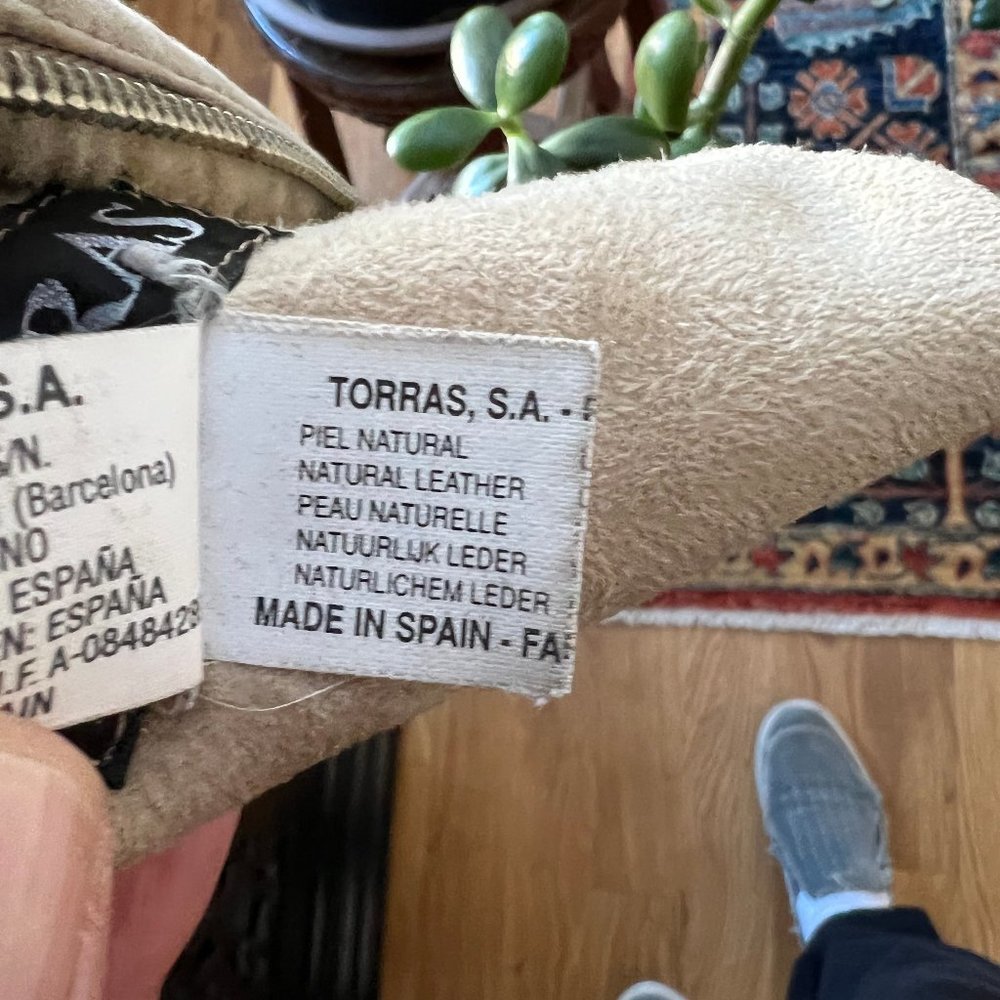 S.A.
S/N.
(Barcelona)
NO
ESPAÑA
EN: ESPAÑA
I.F. A-0848428
AIN
TORRAS, S.A. -
PIEL NATURAL
NATURAL LEATHER
PEAU NATURELLE
NATUURLIJK LEDER
NATURLICHEM LEDER
MADE IN SPAIN - FA